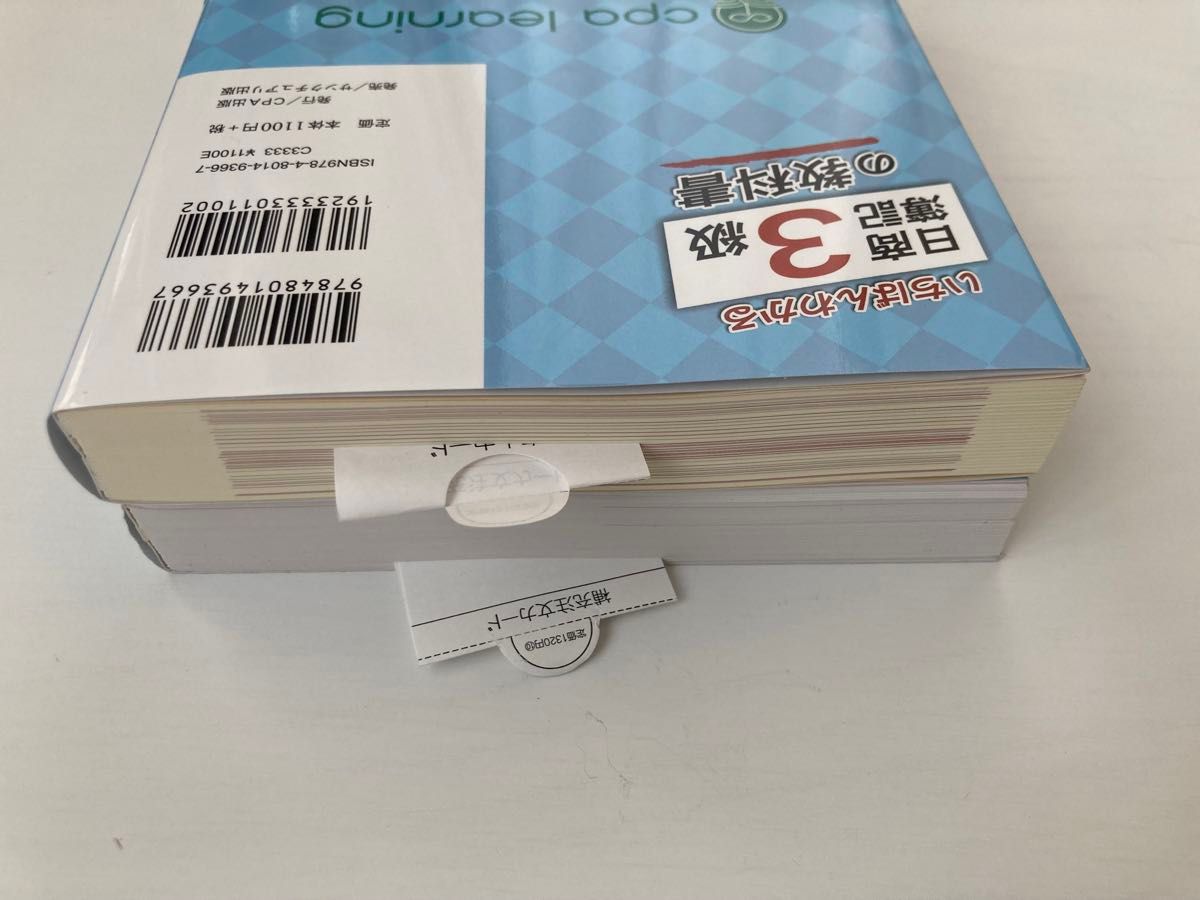 cpa learning
いちばんわかる
日商
簿記
3級
の教科書
9784801493667
1923333011002
ISBN978-4-8014-9366-7
C3333 ¥1100E
定価 本体1100円+税
発行/CPA出版
発売/サンクチュアリ出版
補充注文カード
定価1320円⑩